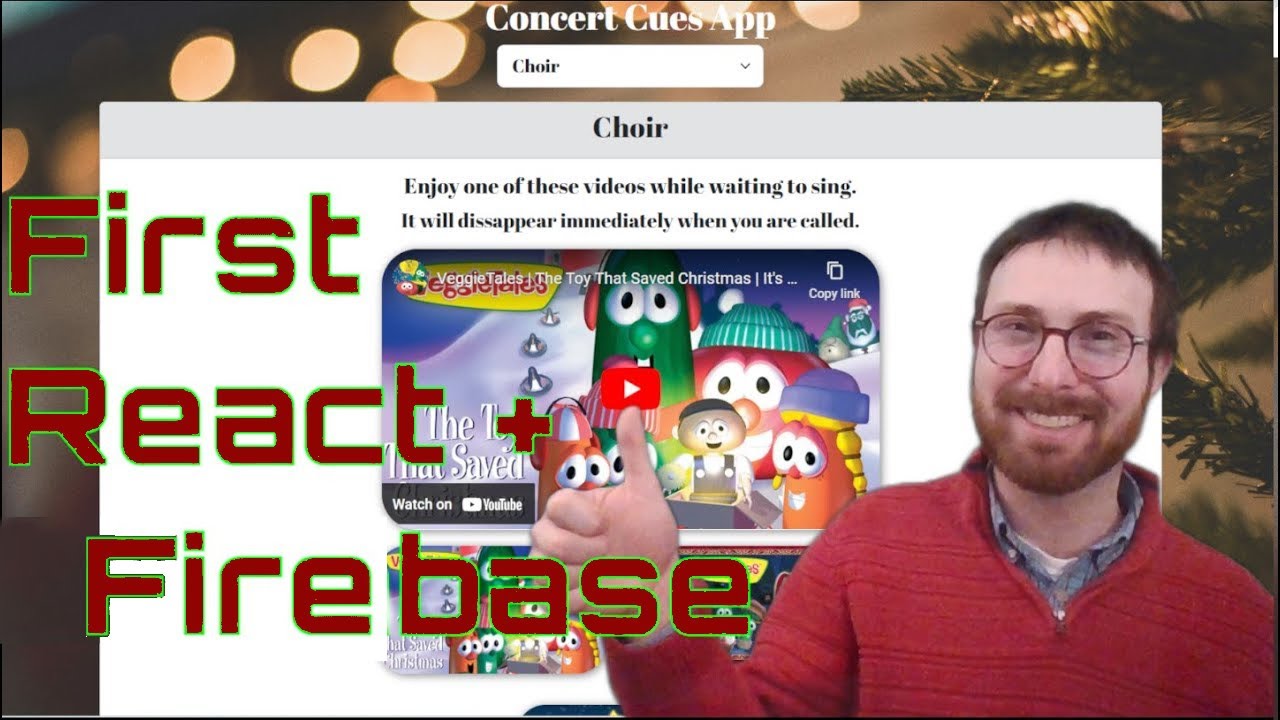 Concert Cues App
Choir
Choir
Enjoy one of these videos while waiting to sing.
It will dissappear immediately when you are called.
VeggieTales | The Toy That Saved Christmas | It's ...
Copy link
VeggieTales
The Toy
That Saved
Christmas
Watch on YouTube
That Saved
Christmas
First
React +
Firebase